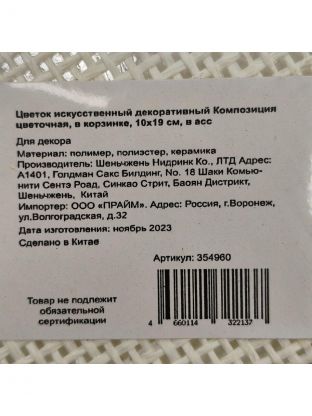 Цветок искусственный декоративный Композиция
цветочная, в корзинке, 10х19 см, в асс
Для декора
Материал: полимер, полиэстер, керамика
Производитель: Шеньчжень Нидринк Ко., ЛТД Адрес:
А1401, Голдман Сакс Билдинг, No. 18 Шаки Комью-
нити Сентэ Роад, Синкао Стрит, Баоян Дистрикт,
Шеньчжень, Китай
Импортер: ООО «ПРАЙМ». Адрес: Россия, г.Воронеж,
ул.Волгоградская, д.32
Дата изготовления: ноябрь 2023
Сделано в Китае
Артикул: 354960
Товар не подлежит
обязательной
сертификации
4 660114 322137